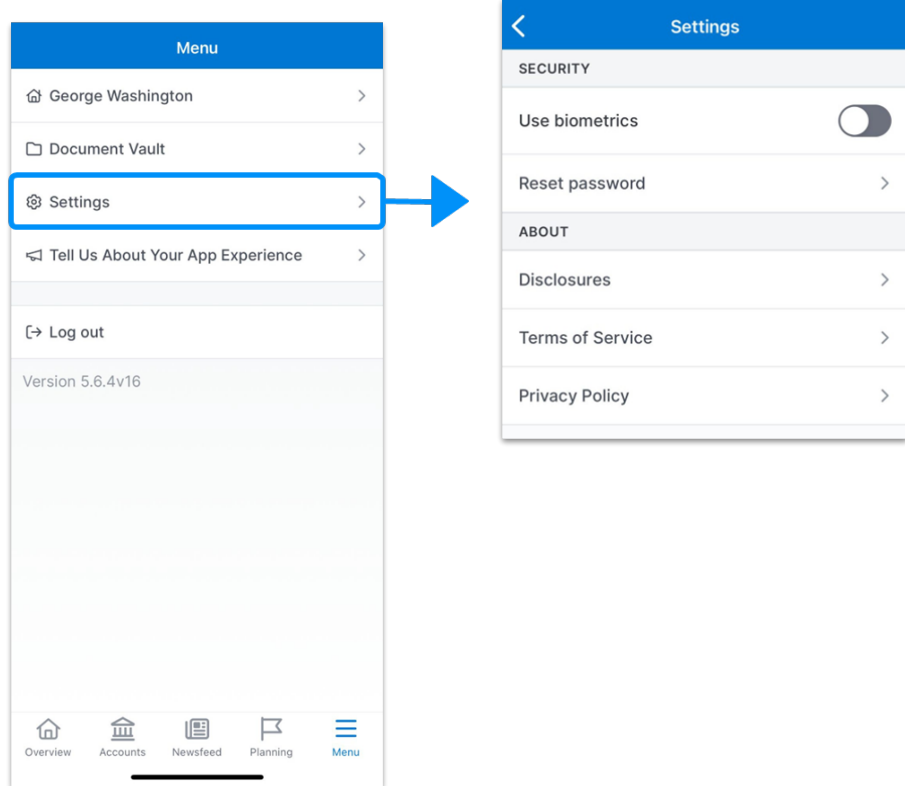 Menu
George Washington
Document Vault
Settings
Tell Us About Your App Experience
Log out
Version 5.6.4v16
Overview
Accounts
Newsfeed
Planning
Menu
Settings
SECURITY
Use biometrics
Reset password
ABOUT
Disclosures
Terms of Service
Privacy Policy